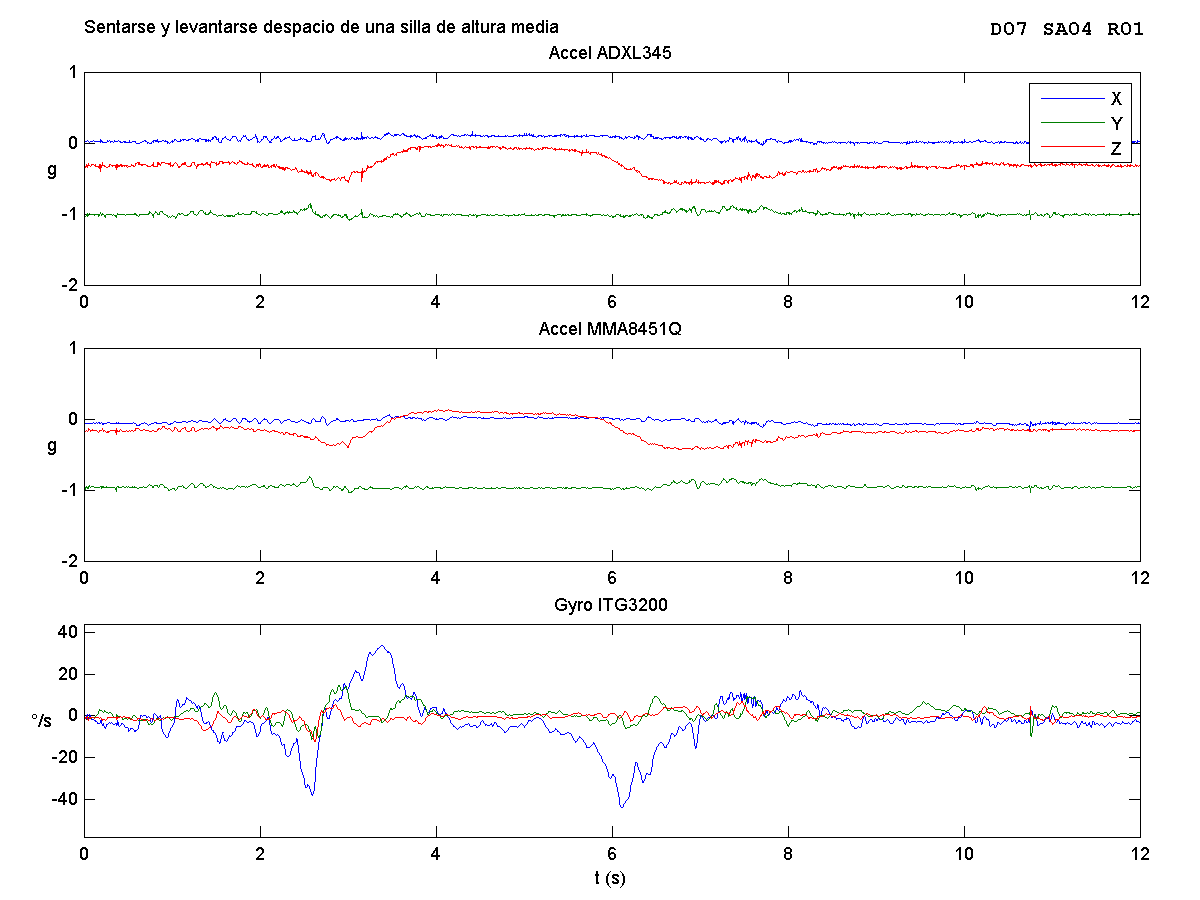 Sentarse y levantarse despacio de una silla de altura media
D07 SA04 R01
Accel ADXL345
1
0
-1
-2
g
X
Y
Z
0 2 4 6 8 10 12
Accel MMA8451Q
1
0
-1
-2
g
0 2 4 6 8 10 12
Gyro ITG3200
40
20
0
-20
-40
°/s
0 2 4 6 8 10 12
t (s)